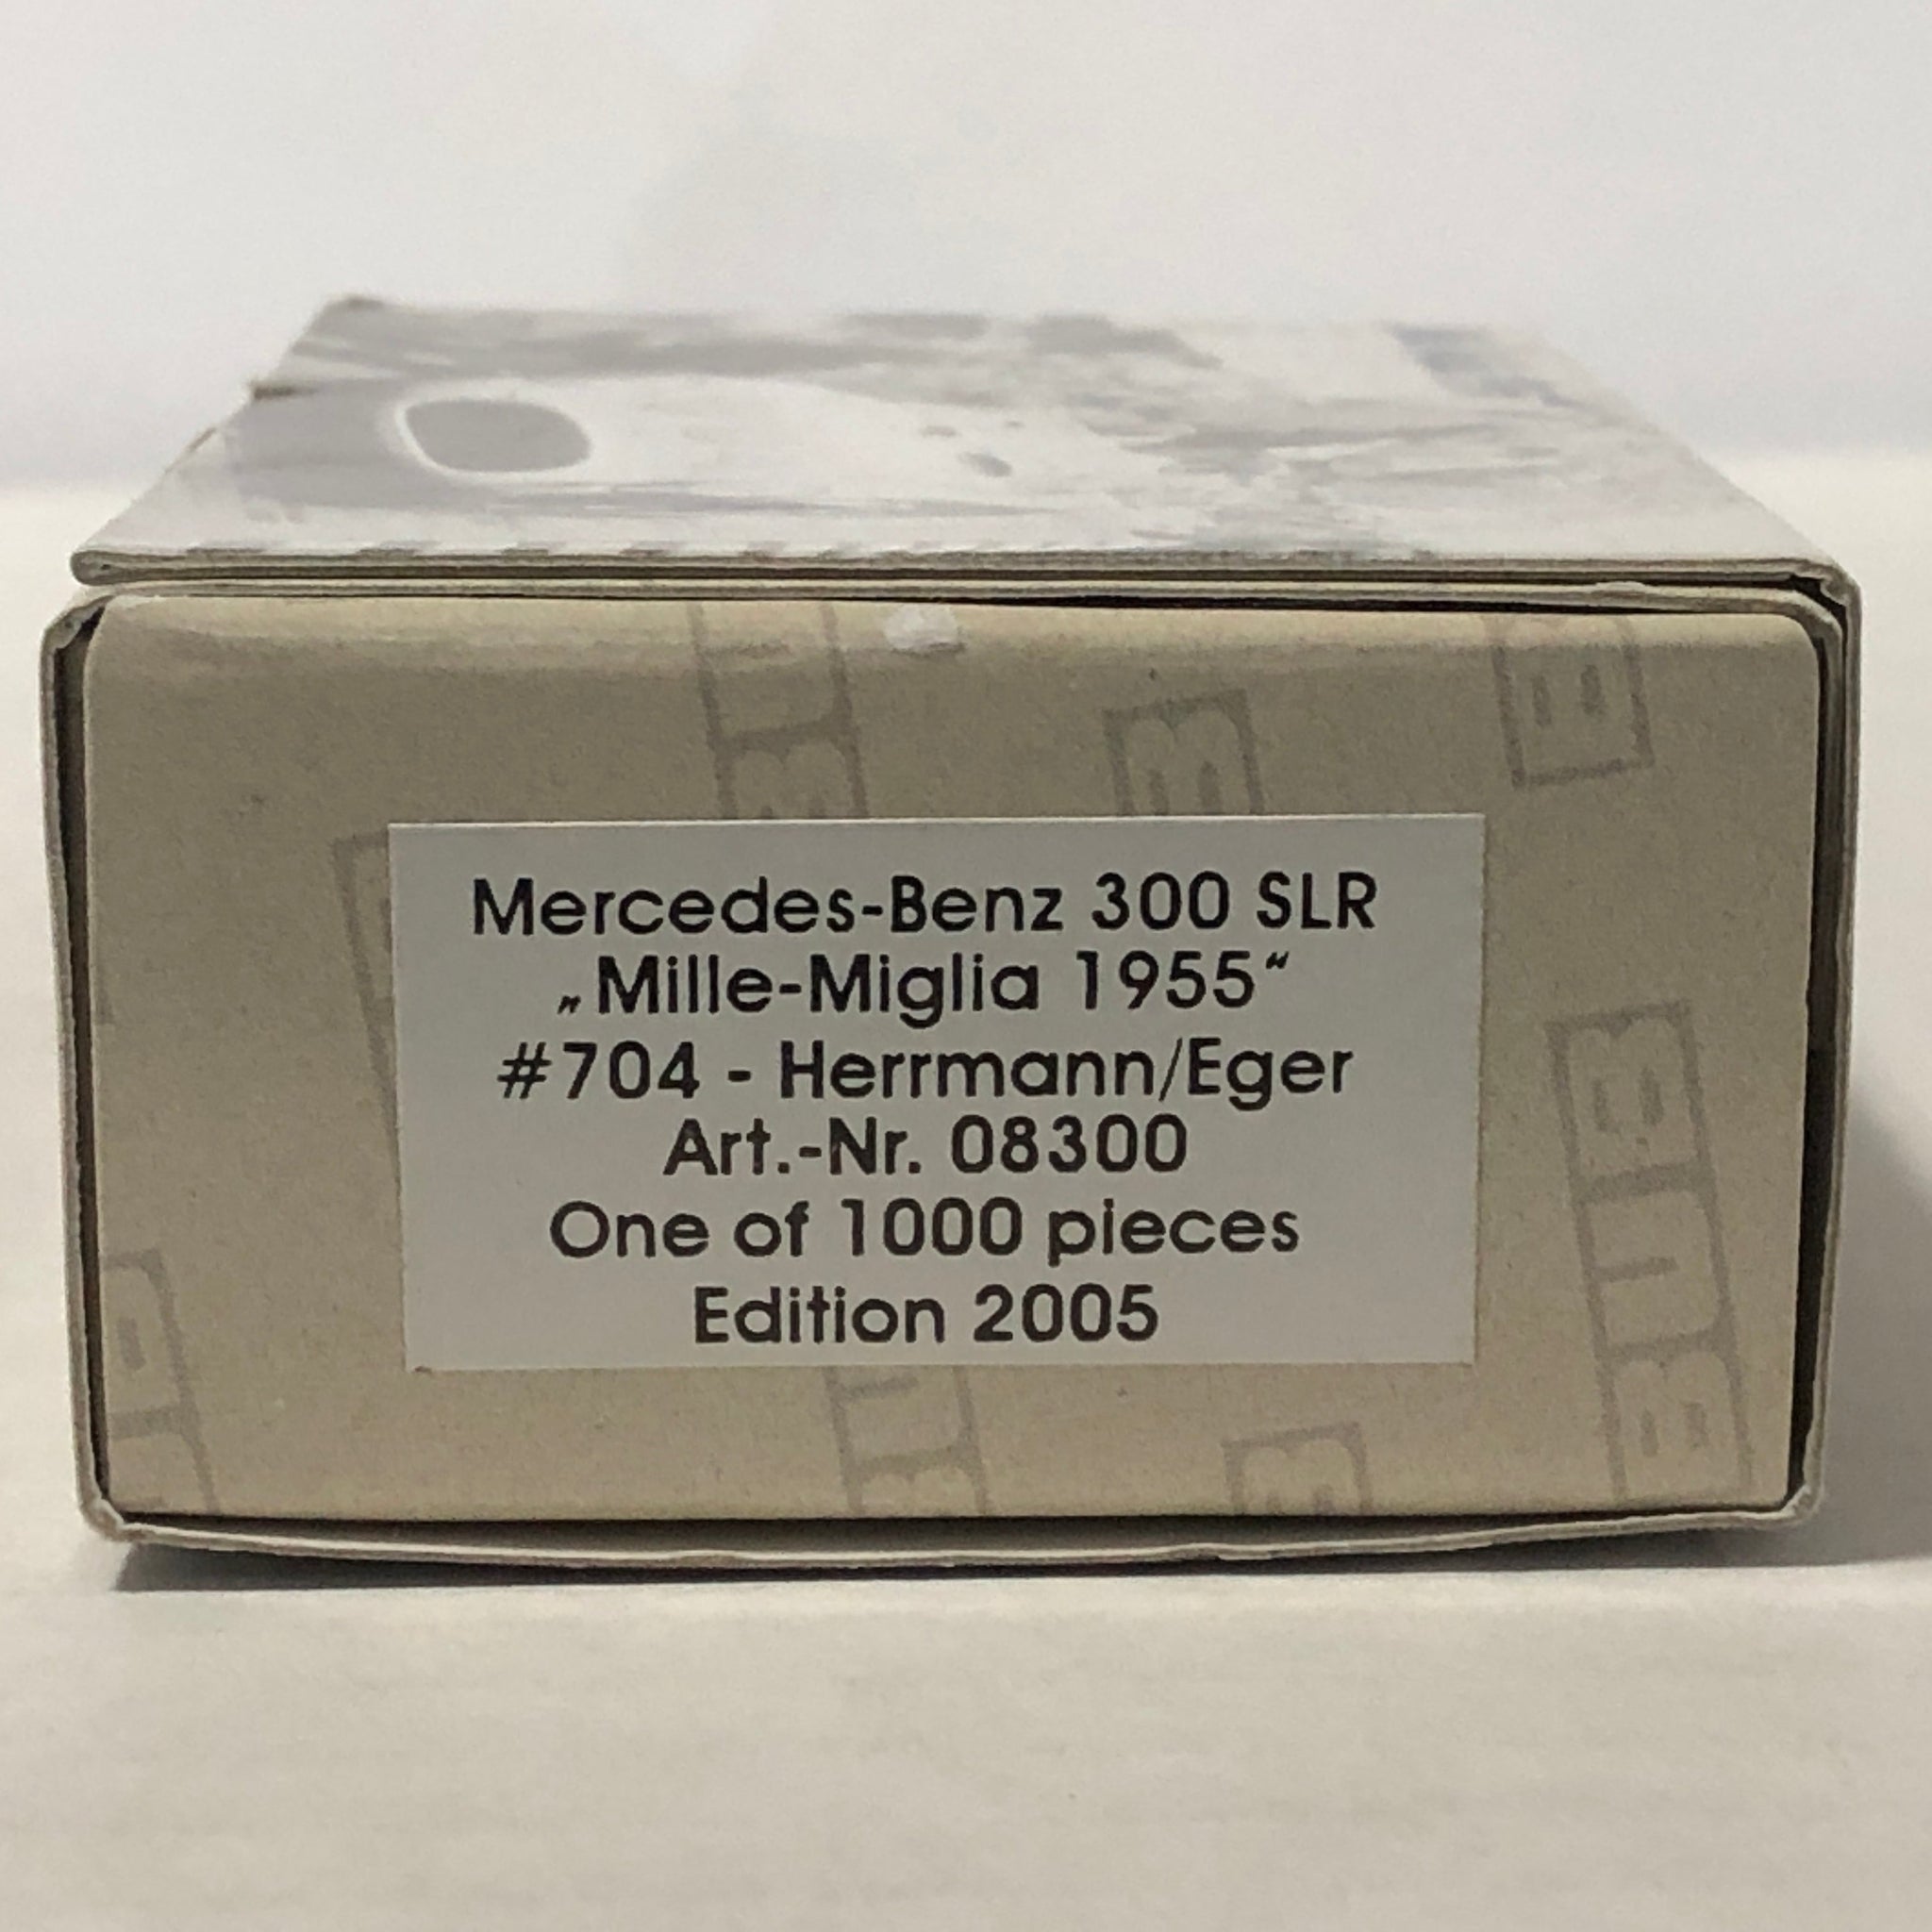 Mercedes-Benz 300 SLR
„Mille-Miglia 1955“
#704 - Herrmann/Eger
Art.-Nr. 08300
One of 1000 pieces
Edition 2005